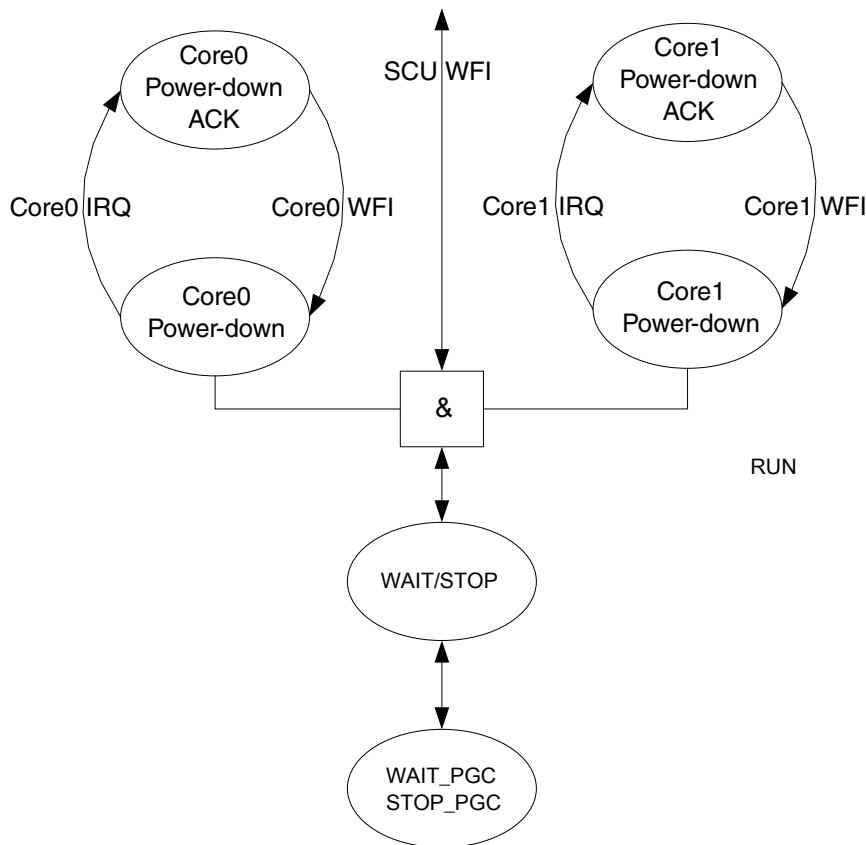 Core0
Power-down
ACK
SCU WFI
Core1
Power-down
ACK
Core0 IRQ
Core0 WFI
Core1 IRQ
Core1 WFI
Core0
Power-down
Core1
Power-down
&
RUN
WAIT/STOP
WAIT_PGC
STOP_PGC